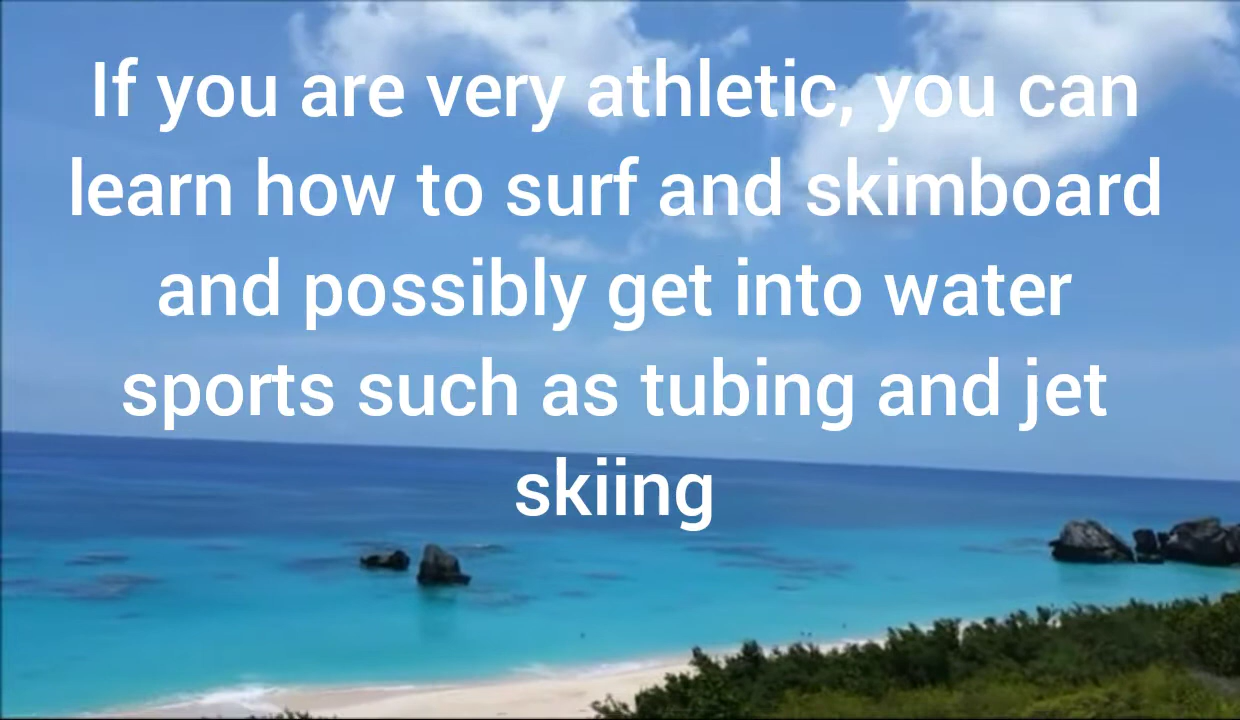 If you are very athletic, you can
learn how to surf and skimboard
and possibly get into water
sports such as tubing and jet
skiing